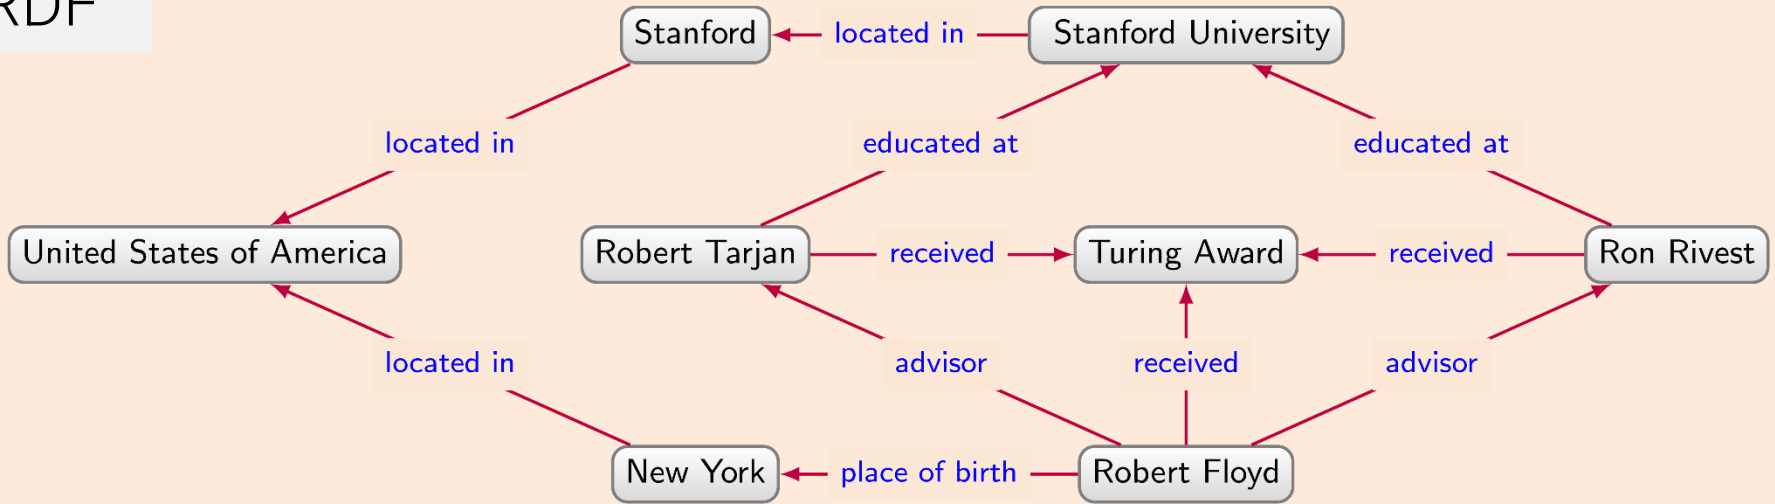 RDF
Stanford located in Stanford University
located in educated at educated at
United States of America Robert Tarjan received Turing Award received Ron Rivest
located in advisor received advisor
New York place of birth Robert Floyd